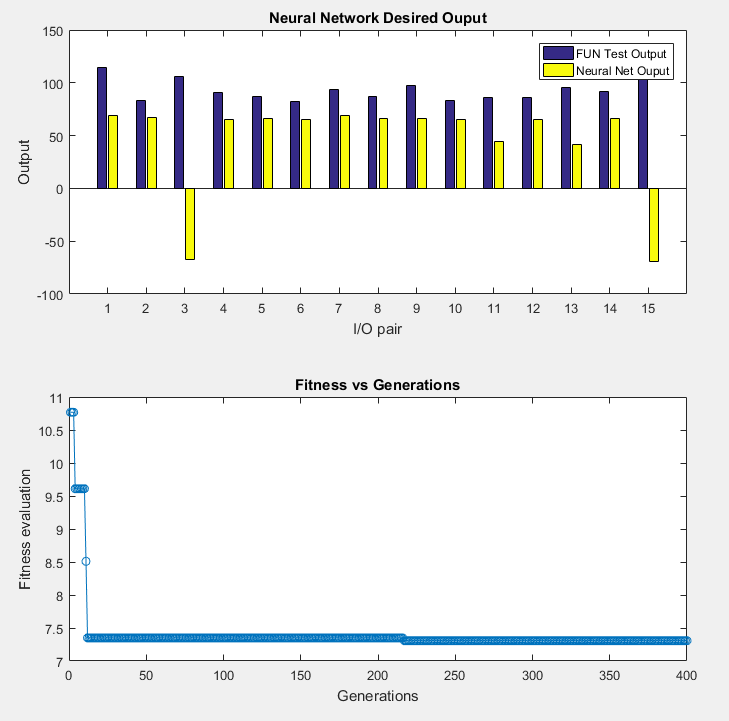 Neural Network Desired Ouput
150
100
50
0
-50
-100
Output
FUN Test Output
Neural Net Ouput
1 2 3 4 5 6 7 8 9 10 11 12 13 14 15
I/O pair
Fitness vs Generations
11
10.5
10
9.5
9
8.5
8
7.5
7
Fitness evaluation
0 50 100 150 200 250 300 350 400
Generations